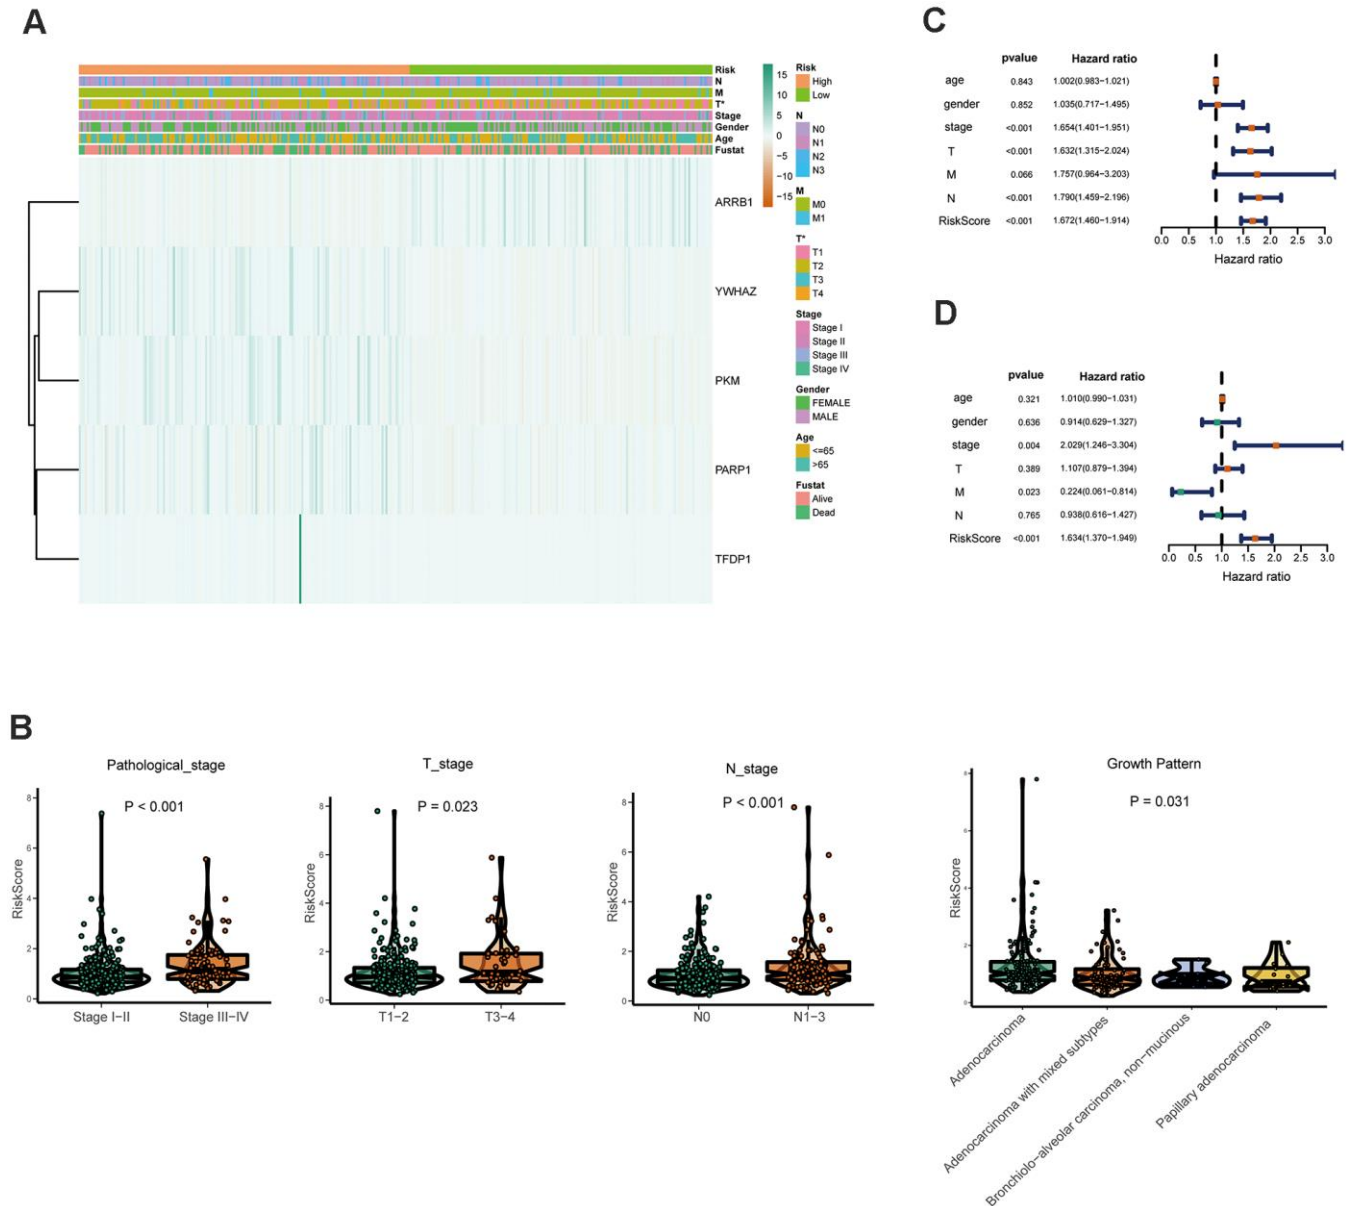 A
Risk
N
M
T*
Stage
Gender
Age
Fustat
ARRB1
YWHAZ
PKM
PARP1
TFDP1
15
10
5
0
−5
−10
−15
Risk
High
Low
N
N0
N1
N2
N3
M
M0
M1
T*
T1
T2
T3
T4
Stage
Stage I
Stage II
Stage III
Stage IV
Gender
FEMALE
MALE
Age
<=65
>65
Fustat
Alive
Dead
C
pvalue Hazard ratio
age 0.843 1.002(0.983−1.021)
gender 0.852 1.035(0.717−1.495)
stage <0.001 1.654(1.401−1.951)
T <0.001 1.632(1.315−2.024)
M 0.066 1.757(0.964−3.203)
N <0.001 1.790(1.459−2.196)
RiskScore <0.001 1.672(1.460−1.914)
0.0 0.5 1.0 1.5 2.0 2.5 3.0
Hazard ratio
D
pvalue Hazard ratio
age 0.321 1.010(0.990−1.031)
gender 0.636 0.914(0.629−1.327)
stage 0.004 2.029(1.246−3.304)
T 0.389 1.107(0.879−1.394)
M 0.023 0.224(0.061−0.814)
N 0.765 0.938(0.616−1.427)
RiskScore <0.001 1.634(1.370−1.949)
0.0 0.5 1.0 1.5 2.0 2.5 3.0
Hazard ratio
B
Pathological_stage
P < 0.001
RiskScore
8
6
4
2
0
Stage I−II Stage III−IV
T_stage
P = 0.023
RiskScore
8
6
4
2
0
T1−2 T3−4
N_stage
P < 0.001
RiskScore
8
6
4
2
0
N0 N1−3
Growth Pattern
P = 0.031
RiskScore
8
6
4
2
0
Adenocarcinoma
Adenocarcinoma with mixed subtypes
Bronchiolo−alveolar carcinoma, non−mucinous
Papillary adenocarcinoma